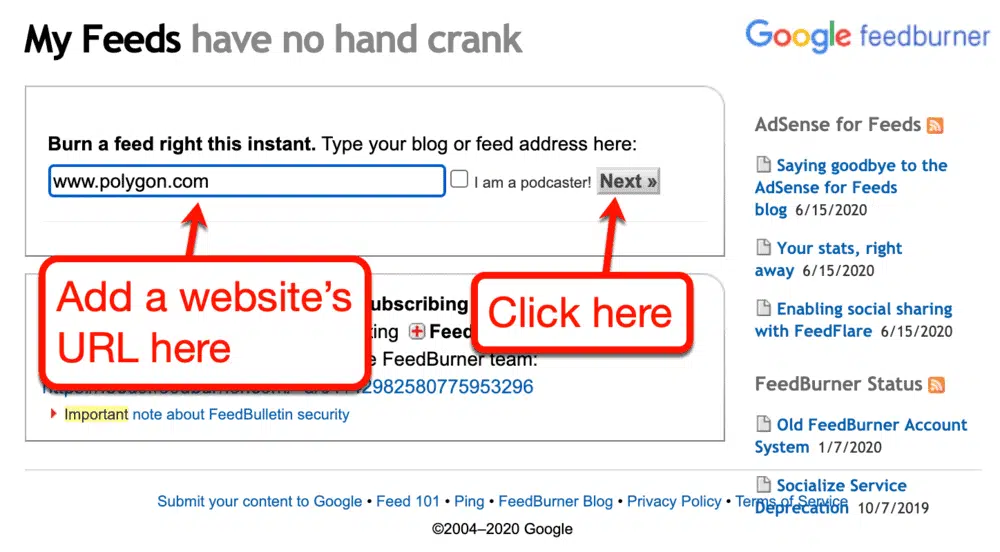 My Feeds have no hand crank
Google feedburner
Burn a feed right this instant. Type your blog or feed address here:
www.polygon.com
I am a podcaster! Next »
Add a website's
URL here
Click here
ubscribing
ting Feed
e FeedBurner team:
2982580775953296
Important note about FeedBulletin security
AdSense for Feeds
Saying goodbye to the
AdSense for Feeds
blog 6/15/2020
Your stats, right
away 6/15/2020
Enabling social sharing
with FeedFlare 6/15/2020
FeedBurner Status
Old FeedBurner Account
System 1/7/2020
Socialize Service
Deprecation 10/7/2019
Submit your content to Google • Feed 101 • Ping • FeedBurner Blog • Privacy Policy • Terms of Service
©2004–2020 Google